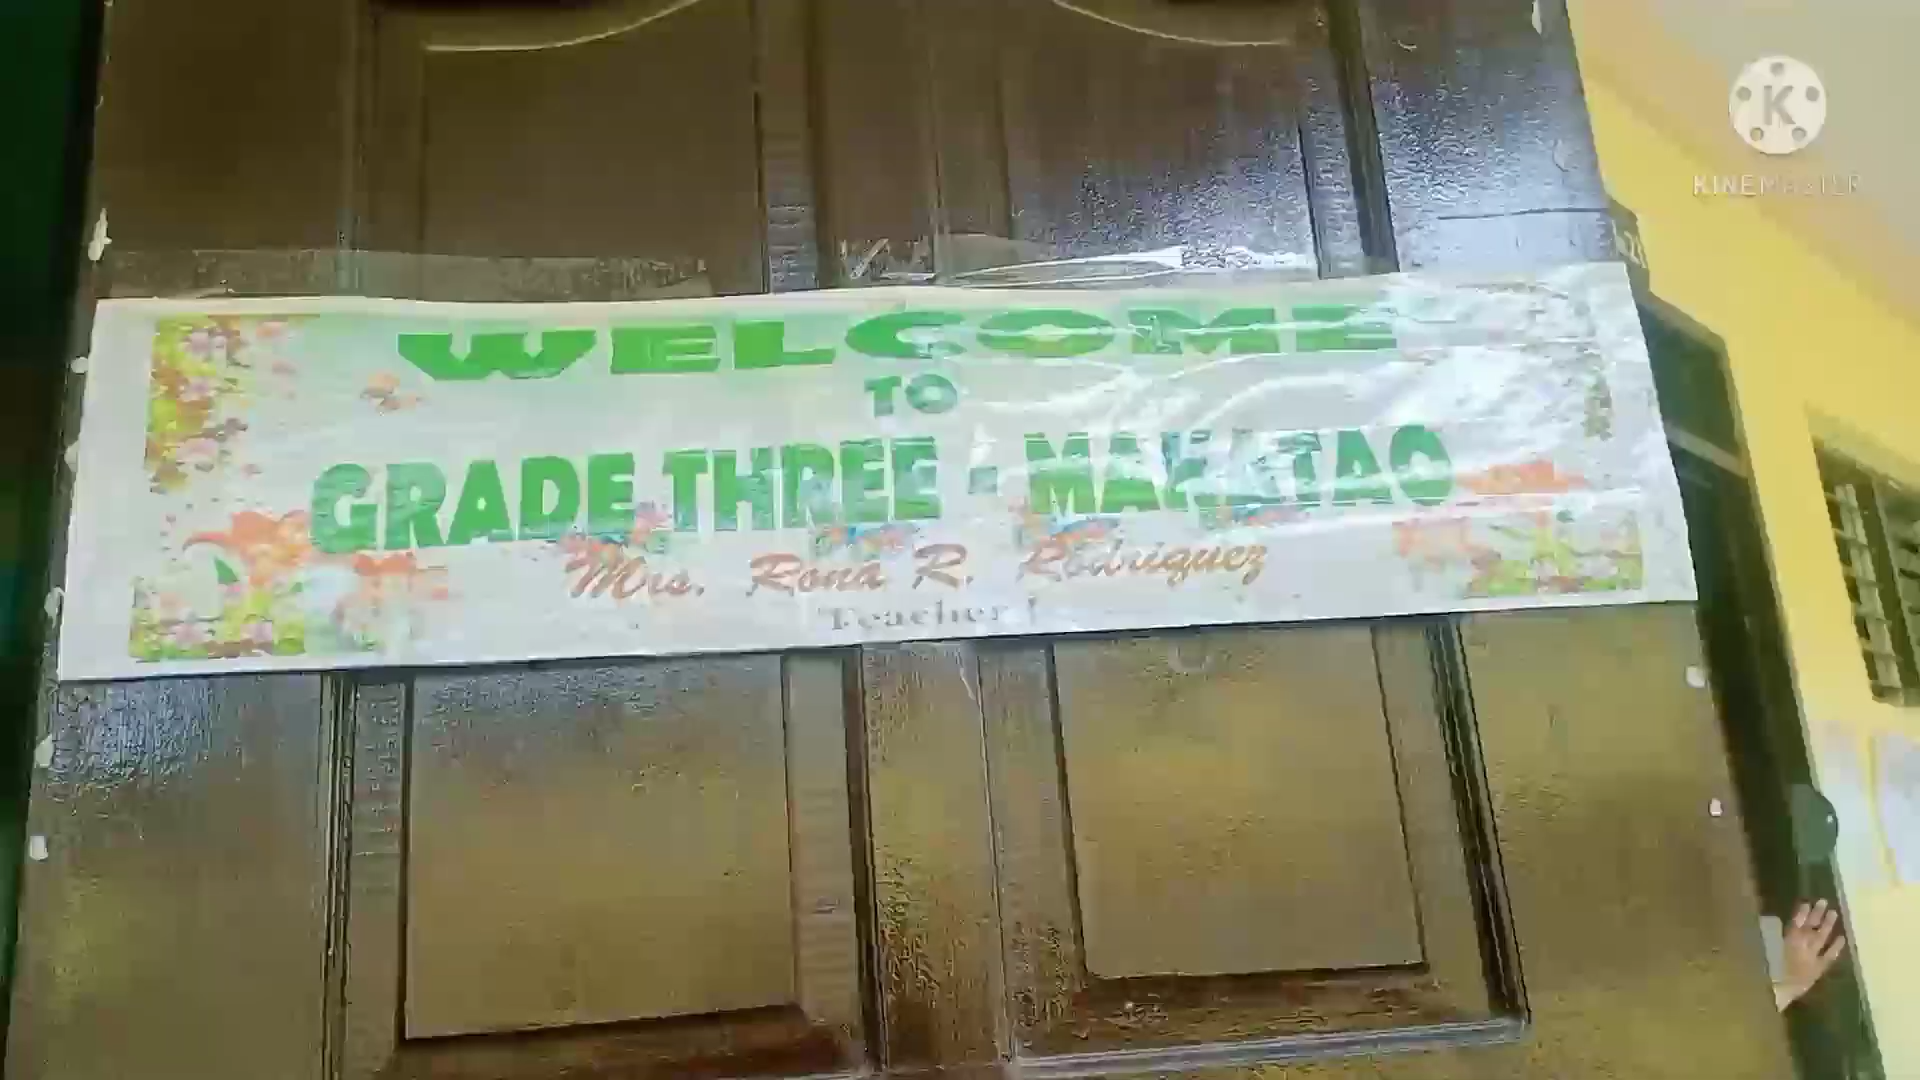 WELCOME
TO
GRADE THREE - MAKATAO
Mrs. Rona R. Rodriguez
Teacher I
K
KINEMASTER